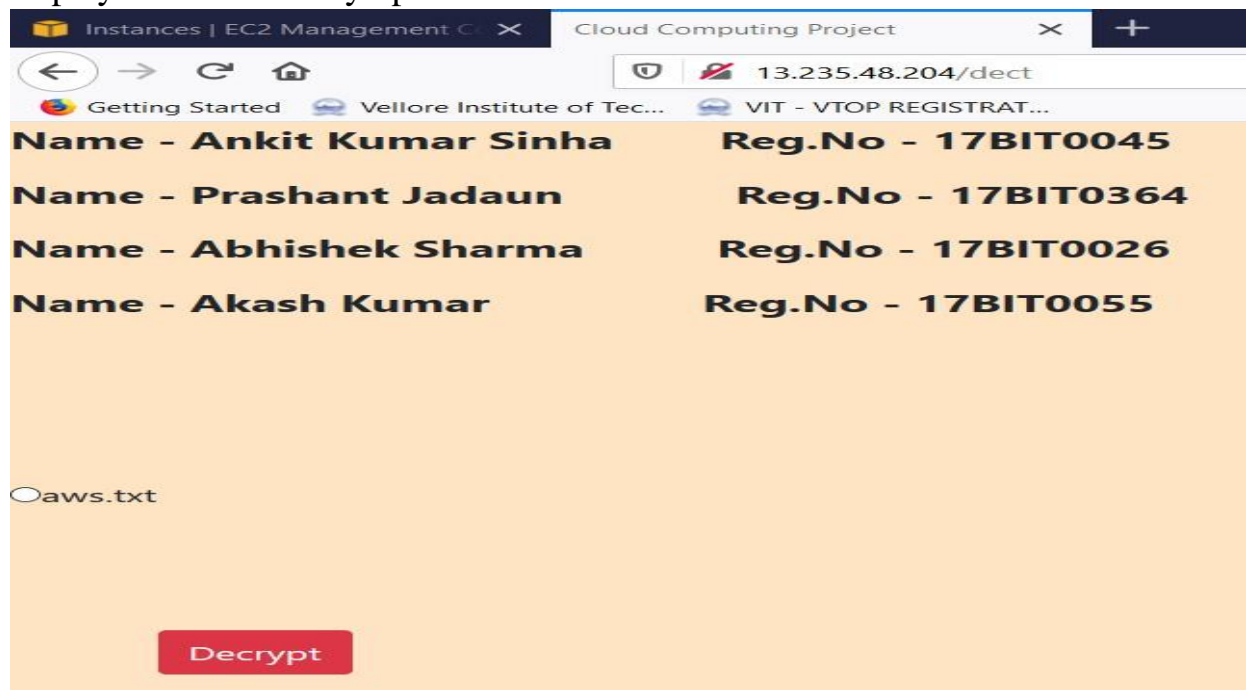 Instances | EC2 Management C
Cloud Computing Project
13.235.48.204/dect
Getting Started Vellore Institute of Tec... VIT - VTOP REGISTRAT...
Name - Ankit Kumar Sinha Reg.No - 17BIT0045
Name - Prashant Jadaun Reg.No - 17BIT0364
Name - Abhishek Sharma Reg.No - 17BIT0026
Name - Akash Kumar Reg.No - 17BIT0055
aws.txt
Decrypt